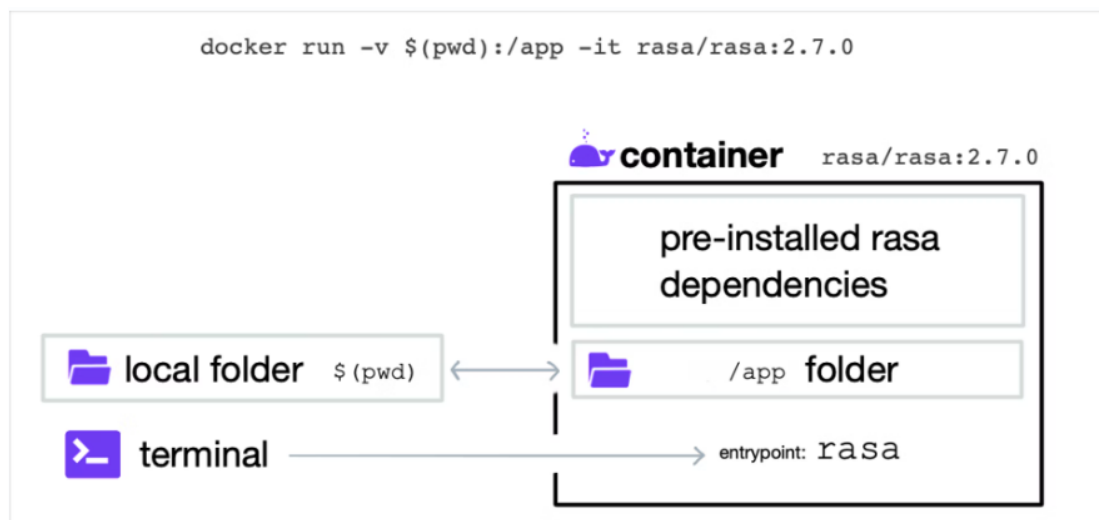 docker run -v $(pwd):/app -it rasa/rasa:2.7.0
container rasa/rasa:2.7.0
pre-installed rasa
dependencies
local folder $(pwd)
/app folder
terminal
entrypoint: rasa